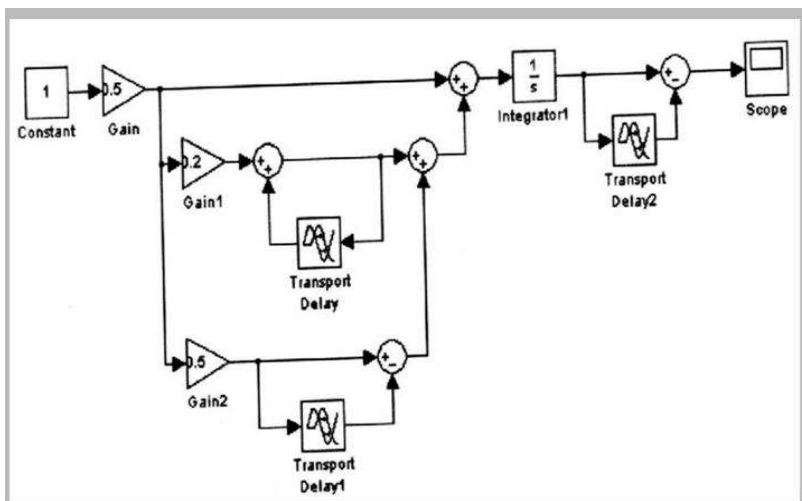 1
Constant
0.5
Gain
+
+
1
s
Integrator1
+
−
Scope
Transport
Delay2
0.2
Gain1
+
+
+
+
Transport
Delay
0.5
Gain2
+
−
Transport
Delay1